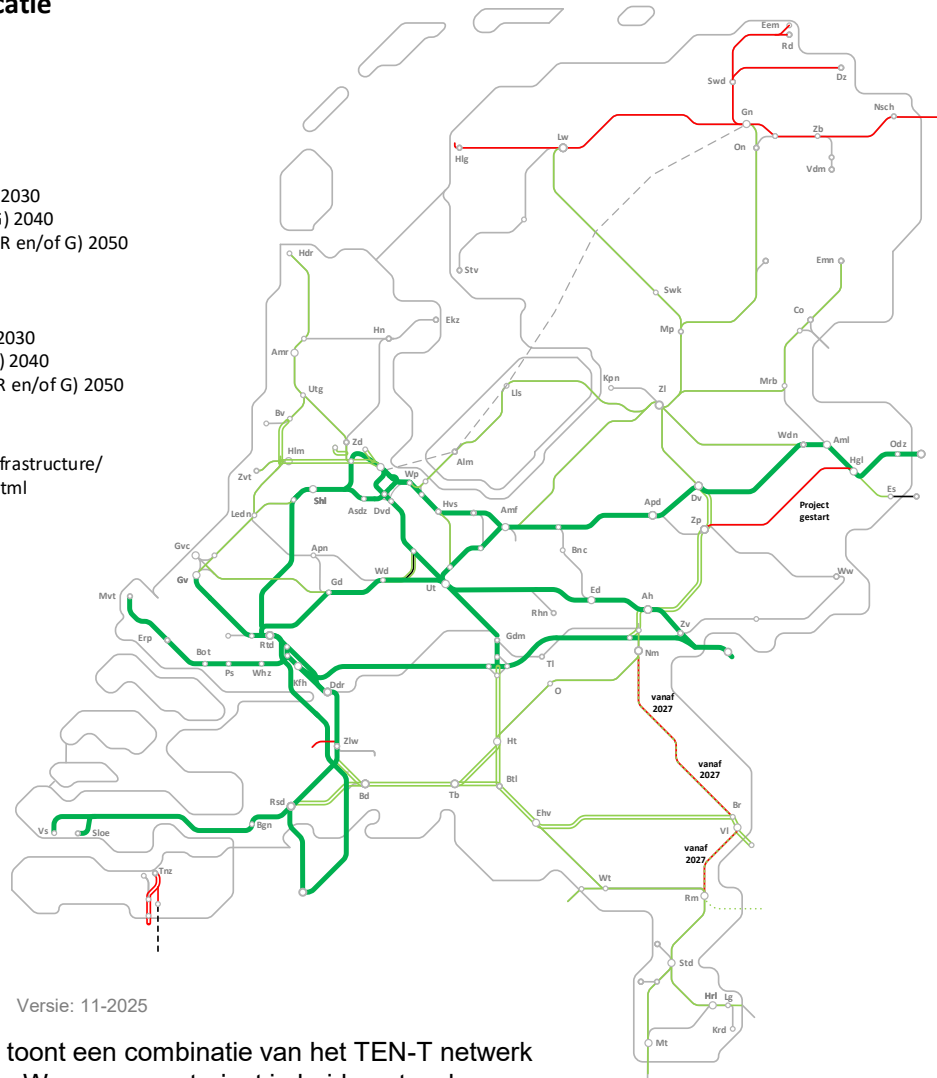 catie
2030
G) 2040
R en/of G) 2050
2030
) 2040
R en/of G) 2050
frastructure/
tml
Eem
Rd
Swd
Dz
Gn
Nsch
Zb
Lw
Hlg
On
Vdm
Hdr
Stv
Emn
Swk
Co
Ekz
Hn
Mp
Amr
Kpn
Zl
Mrb
Utg
Lls
Bv
Zd
Wdn
Aml
Odz
Hlm
Alm
Hgl
Zvt
Wp
Es
Shl
Dv
Ledn
Asdz
Dvd
Hvs
Amf
Apd
Project
gestart
Zp
Gvc
Apn
Bnc
Gv
Wd
Ww
Gd
Ut
Mvt
Ed
Ah
Rhn
Zv
Erp
Rtd
Gdm
Bot
Nm
Ps
Whz
Tl
Kfh
Ddr
O
vanaf
2027
Zlw
Ht
vanaf
2027
Btl
Bd
Tb
Rsd
Br
Ehv
Vl
Vs
Sloe
Bgn
vanaf
2027
Tnz
Wt
Rm
Std
Hrl
Lg
Krd
Mt
Versie: 11-2025
toont een combinatie van het TEN-T netwerk